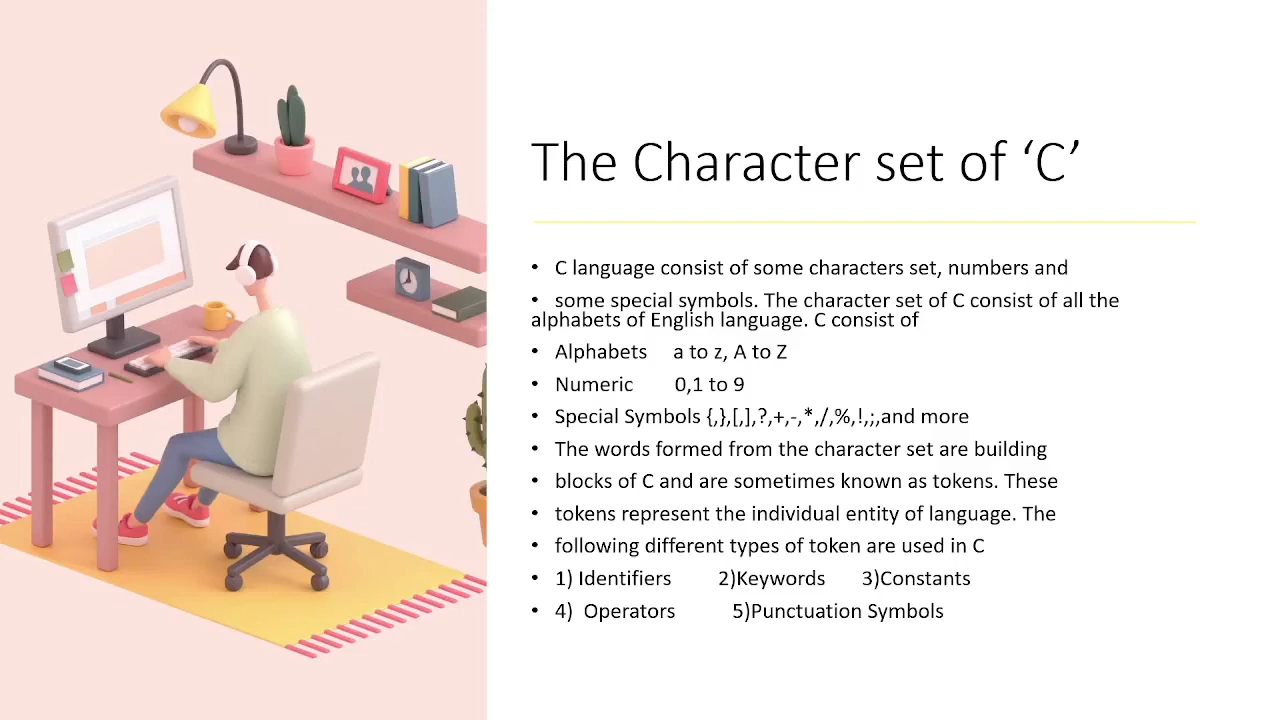 The Character set of ‘C’
• C language consist of some characters set, numbers and
• some special symbols. The character set of C consist of all the
alphabets of English language. C consist of
• Alphabets a to z, A to Z
• Numeric 0,1 to 9
• Special Symbols {,},[,],?,+,-,*,/,%,!,;,and more
• The words formed from the character set are building
• blocks of C and are sometimes known as tokens. These
• tokens represent the individual entity of language. The
• following different types of token are used in C
• 1) Identifiers 2)Keywords 3)Constants
• 4) Operators 5)Punctuation Symbols